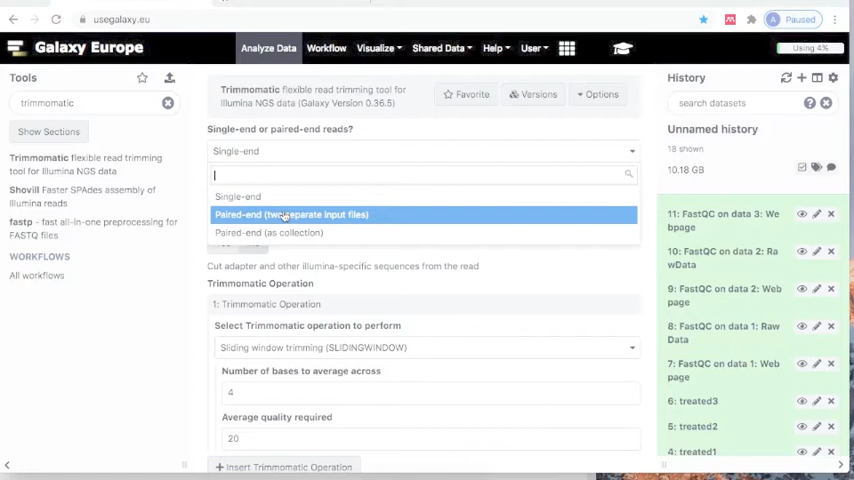 usegalaxy.eu
A
Paused
Galaxy Europe
Analyze Data
Workflow
Visualize
Shared Data
Help
User
Using 4%
Tools
trimmomatic
Show Sections
Trimmomatic flexible read trimming
tool for Illumina NGS data
Shovill Faster SPAdes assembly of
Illumina reads
fastp - fast all-in-one preprocessing for
FASTQ files
WORKFLOWS
All workflows
Trimmomatic flexible read trimming tool for
Illumina NGS data (Galaxy Version 0.36.5)
Favorite
Versions
Options
Single-end or paired-end reads?
Single-end
Single-end
Paired-end (two separate input files)
Paired-end (as collection)
Cut adapter and other illumina-specific sequences from the read
Trimmomatic Operation
1: Trimmomatic Operation
Select Trimmomatic operation to perform
Sliding window trimming (SLIDINGWINDOW)
Number of bases to average across
4
Average quality required
20
Insert Trimmomatic Operation
History
search datasets
Unnamed history
18 shown
10.18 GB
11: FastQC on data 3: We
bpage
10: FastQC on data 2: Ra
wData
9: FastQC on data 2: Web
page
8: FastQC on data 1: Raw
Data
7: FastQC on data 1: Web
page
6: treated3
5: treated2
4: treated1